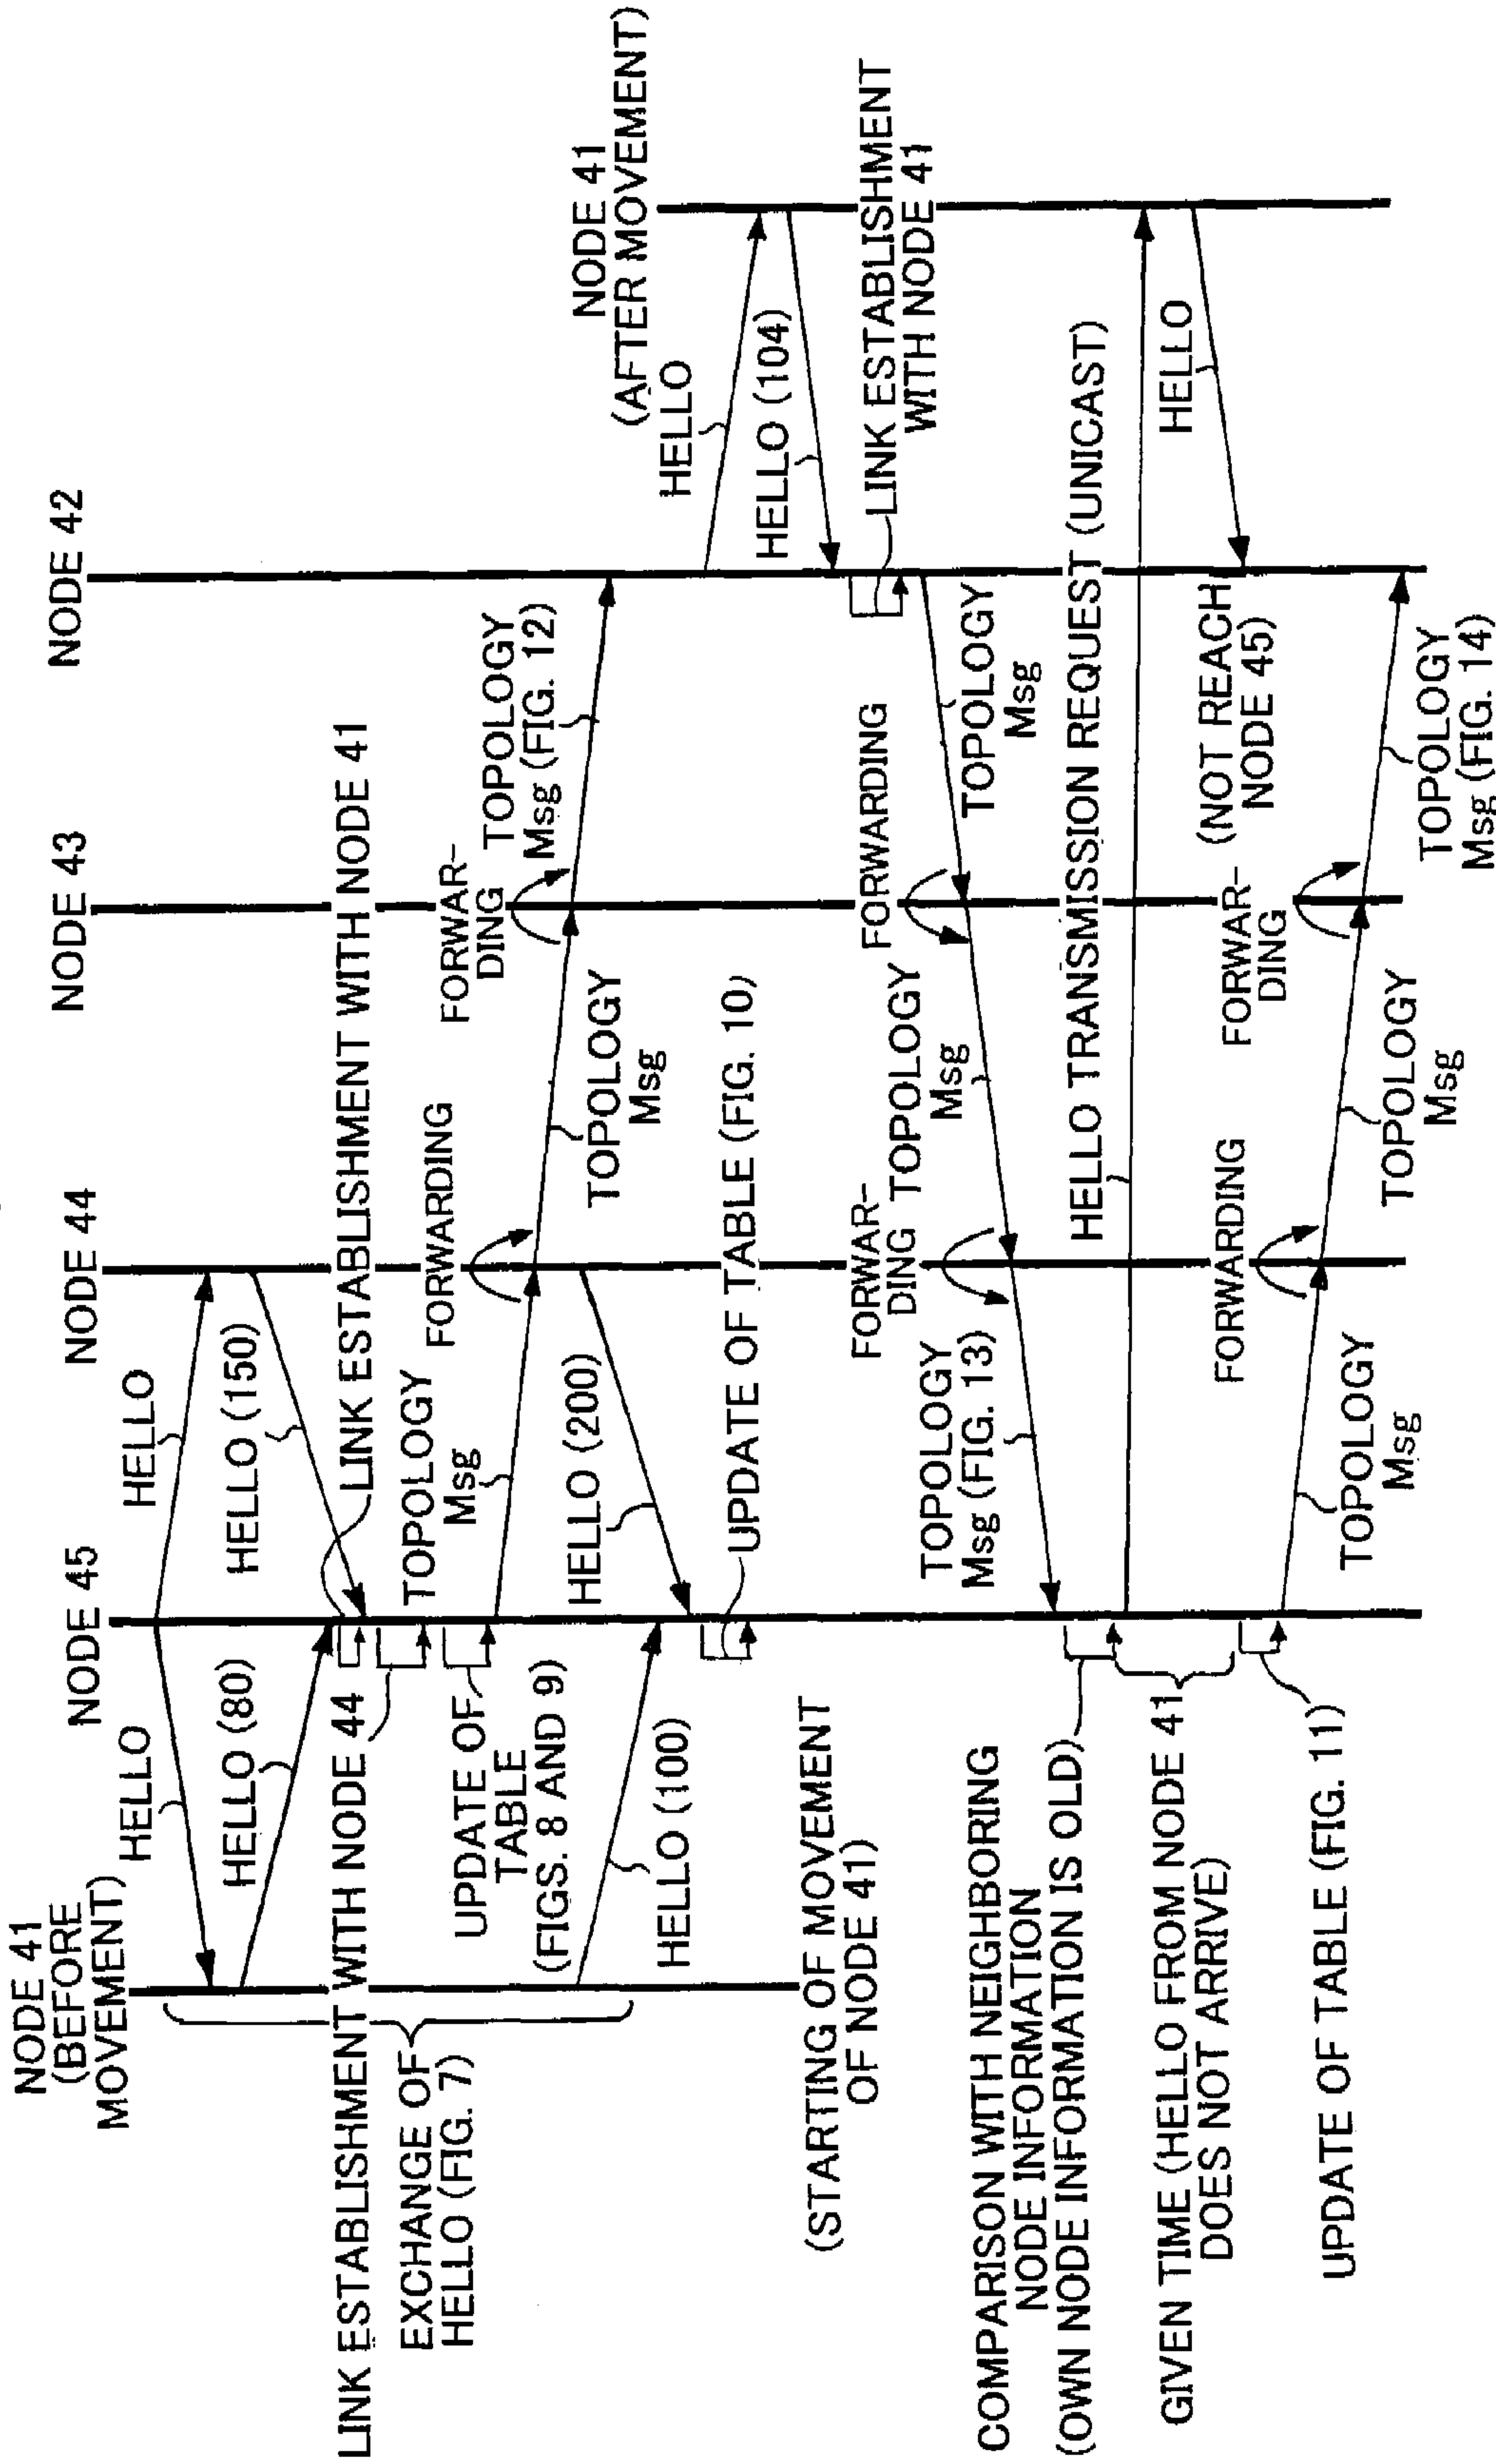 NODE 41
(BEFORE
MOVEMENT)
NODE 45
NODE 44
NODE 43
NODE 42
HELLO
HELLO
HELLO (80)
HELLO (150)
LINK ESTABLISHMENT WITH NODE 44
LINK ESTABLISHMENT WITH NODE 41
EXCHANGE OF
HELLO (FIG. 7)
TOPOLOGY
Msg
FORWARDING
FORWAR-
DING
TOPOLOGY
Msg (FIG. 12)
UPDATE OF
TABLE
(FIGS. 8 AND 9)
TOPOLOGY
Msg
HELLO (100)
HELLO (200)
UPDATE OF TABLE (FIG. 10)
NODE 41
(AFTER MOVEMENT)
HELLO
HELLO (104)
LINK ESTABLISHMENT
WITH NODE 41
(STARTING OF MOVEMENT
OF NODE 41)
FORWARDING
TOPOLOGY
Msg
FORWAR-
DING
TOPOLOGY
Msg
TOPOLOGY
Msg (FIG. 13)
COMPARISON WITH NEIGHBORING
NODE INFORMATION
(OWN NODE INFORMATION IS OLD)
HELLO TRANSMISSION REQUEST (UNICAST)
GIVEN TIME (HELLO FROM NODE 41
DOES NOT ARRIVE)
HELLO
(NOT REACH
NODE 45)
FORWARDING
FORWAR-
DING
UPDATE OF TABLE (FIG. 11)
TOPOLOGY
Msg
TOPOLOGY
Msg
TOPOLOGY
Msg (FIG. 14)